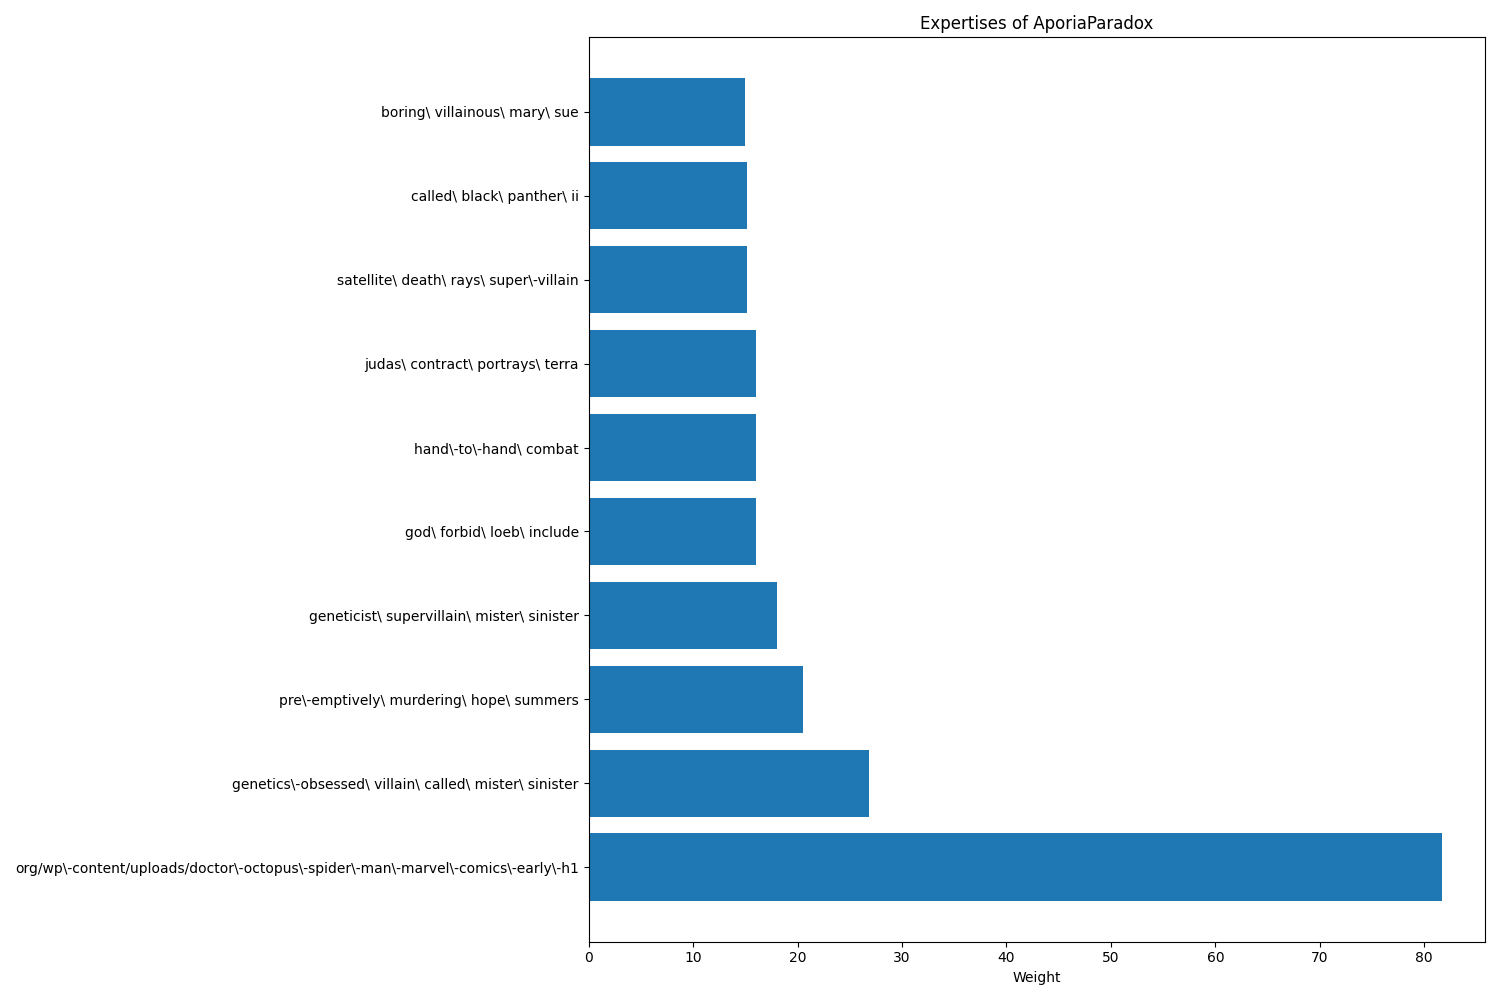 Expertises of AporiaParadox
boring\ villainous\ mary\ sue
called\ black\ panther\ ii
satellite\ death\ rays\ super\-villain
judas\ contract\ portrays\ terra
hand\-to\-hand\ combat
god\ forbid\ loeb\ include
geneticist\ supervillain\ mister\ sinister
pre\-emptively\ murdering\ hope\ summers
genetics\-obsessed\ villain\ called\ mister\ sinister
org/wp\-content/uploads/doctor\-octopus\-spider\-man\-marvel\-comics\-early\-h1
0 10 20 30 40 50 60 70 80
Weight